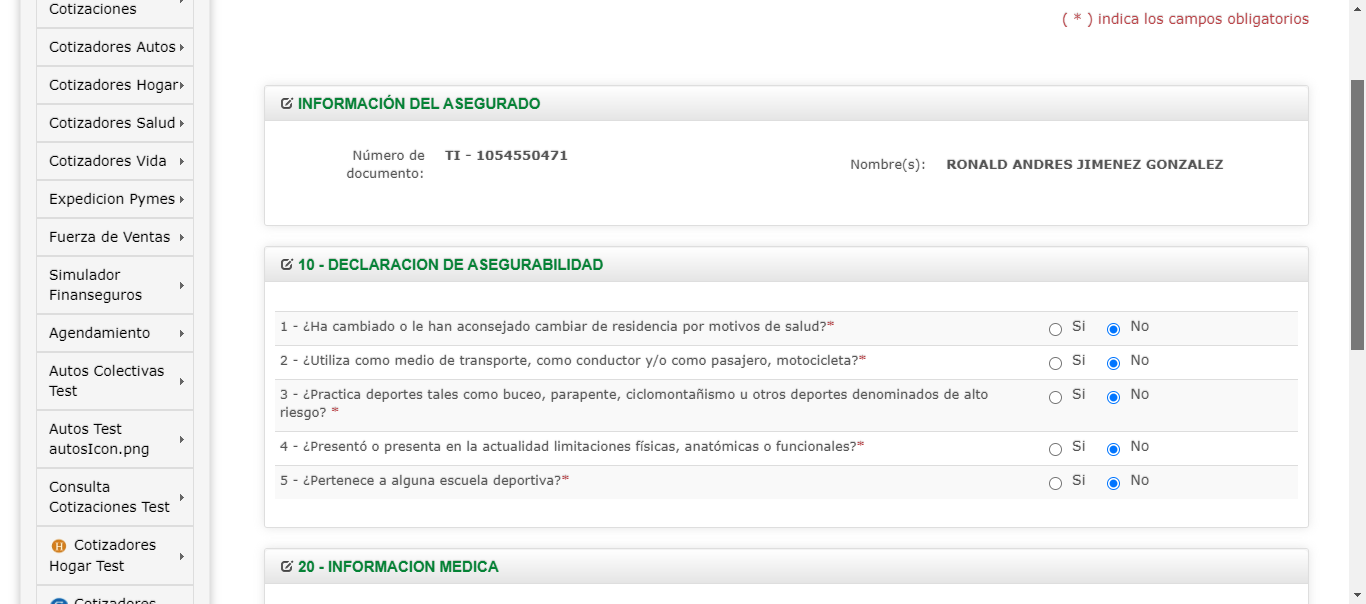 Cotizaciones
Cotizadores Autos
Cotizadores Hogar
Cotizadores Salud
Cotizadores Vida
Expedicion Pymes
Fuerza de Ventas
Simulador
Finanseguros
Agendamiento
Autos Colectivas
Test
Autos Test
autosIcon.png
Consulta
Cotizaciones Test
H Cotizadores
Hogar Test
Cotizadores
( * ) indica los campos obligatorios
INFORMACIÓN DEL ASEGURADO
Número de
documento:
TI - 1054550471
Nombre(s): RONALD ANDRES JIMENEZ GONZALEZ
10 - DECLARACION DE ASEGURABILIDAD
1 - ¿Ha cambiado o le han aconsejado cambiar de residencia por motivos de salud?* Si No
2 - ¿Utiliza como medio de transporte, como conductor y/o como pasajero, motocicleta?* Si No
3 - ¿Practica deportes tales como buceo, parapente, ciclomontañismo u otros deportes denominados de alto
riesgo? * Si No
4 - ¿Presentó o presenta en la actualidad limitaciones físicas, anatómicas o funcionales?* Si No
5 - ¿Pertenece a alguna escuela deportiva?* Si No
20 - INFORMACION MEDICA